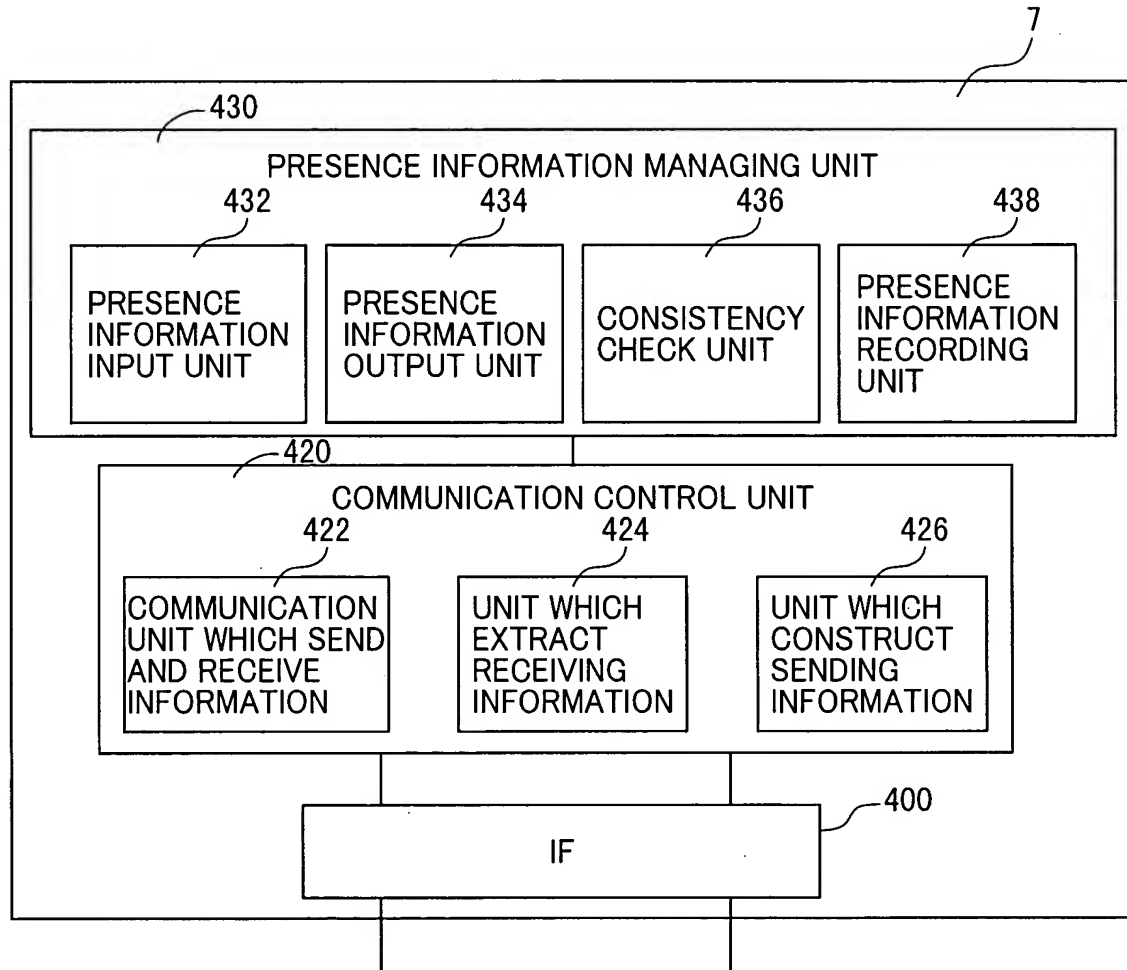 7
430
PRESENCE INFORMATION MANAGING UNIT
432
434
436
438
PRESENCE
INFORMATION
INPUT UNIT
PRESENCE
INFORMATION
OUTPUT UNIT
CONSISTENCY
CHECK UNIT
PRESENCE
INFORMATION
RECORDING
UNIT
420
COMMUNICATION CONTROL UNIT
422
424
426
COMMUNICATION
UNIT WHICH SEND
AND RECEIVE
INFORMATION
UNIT WHICH
EXTRACT
RECEIVING
INFORMATION
UNIT WHICH
CONSTRUCT
SENDING
INFORMATION
400
IF